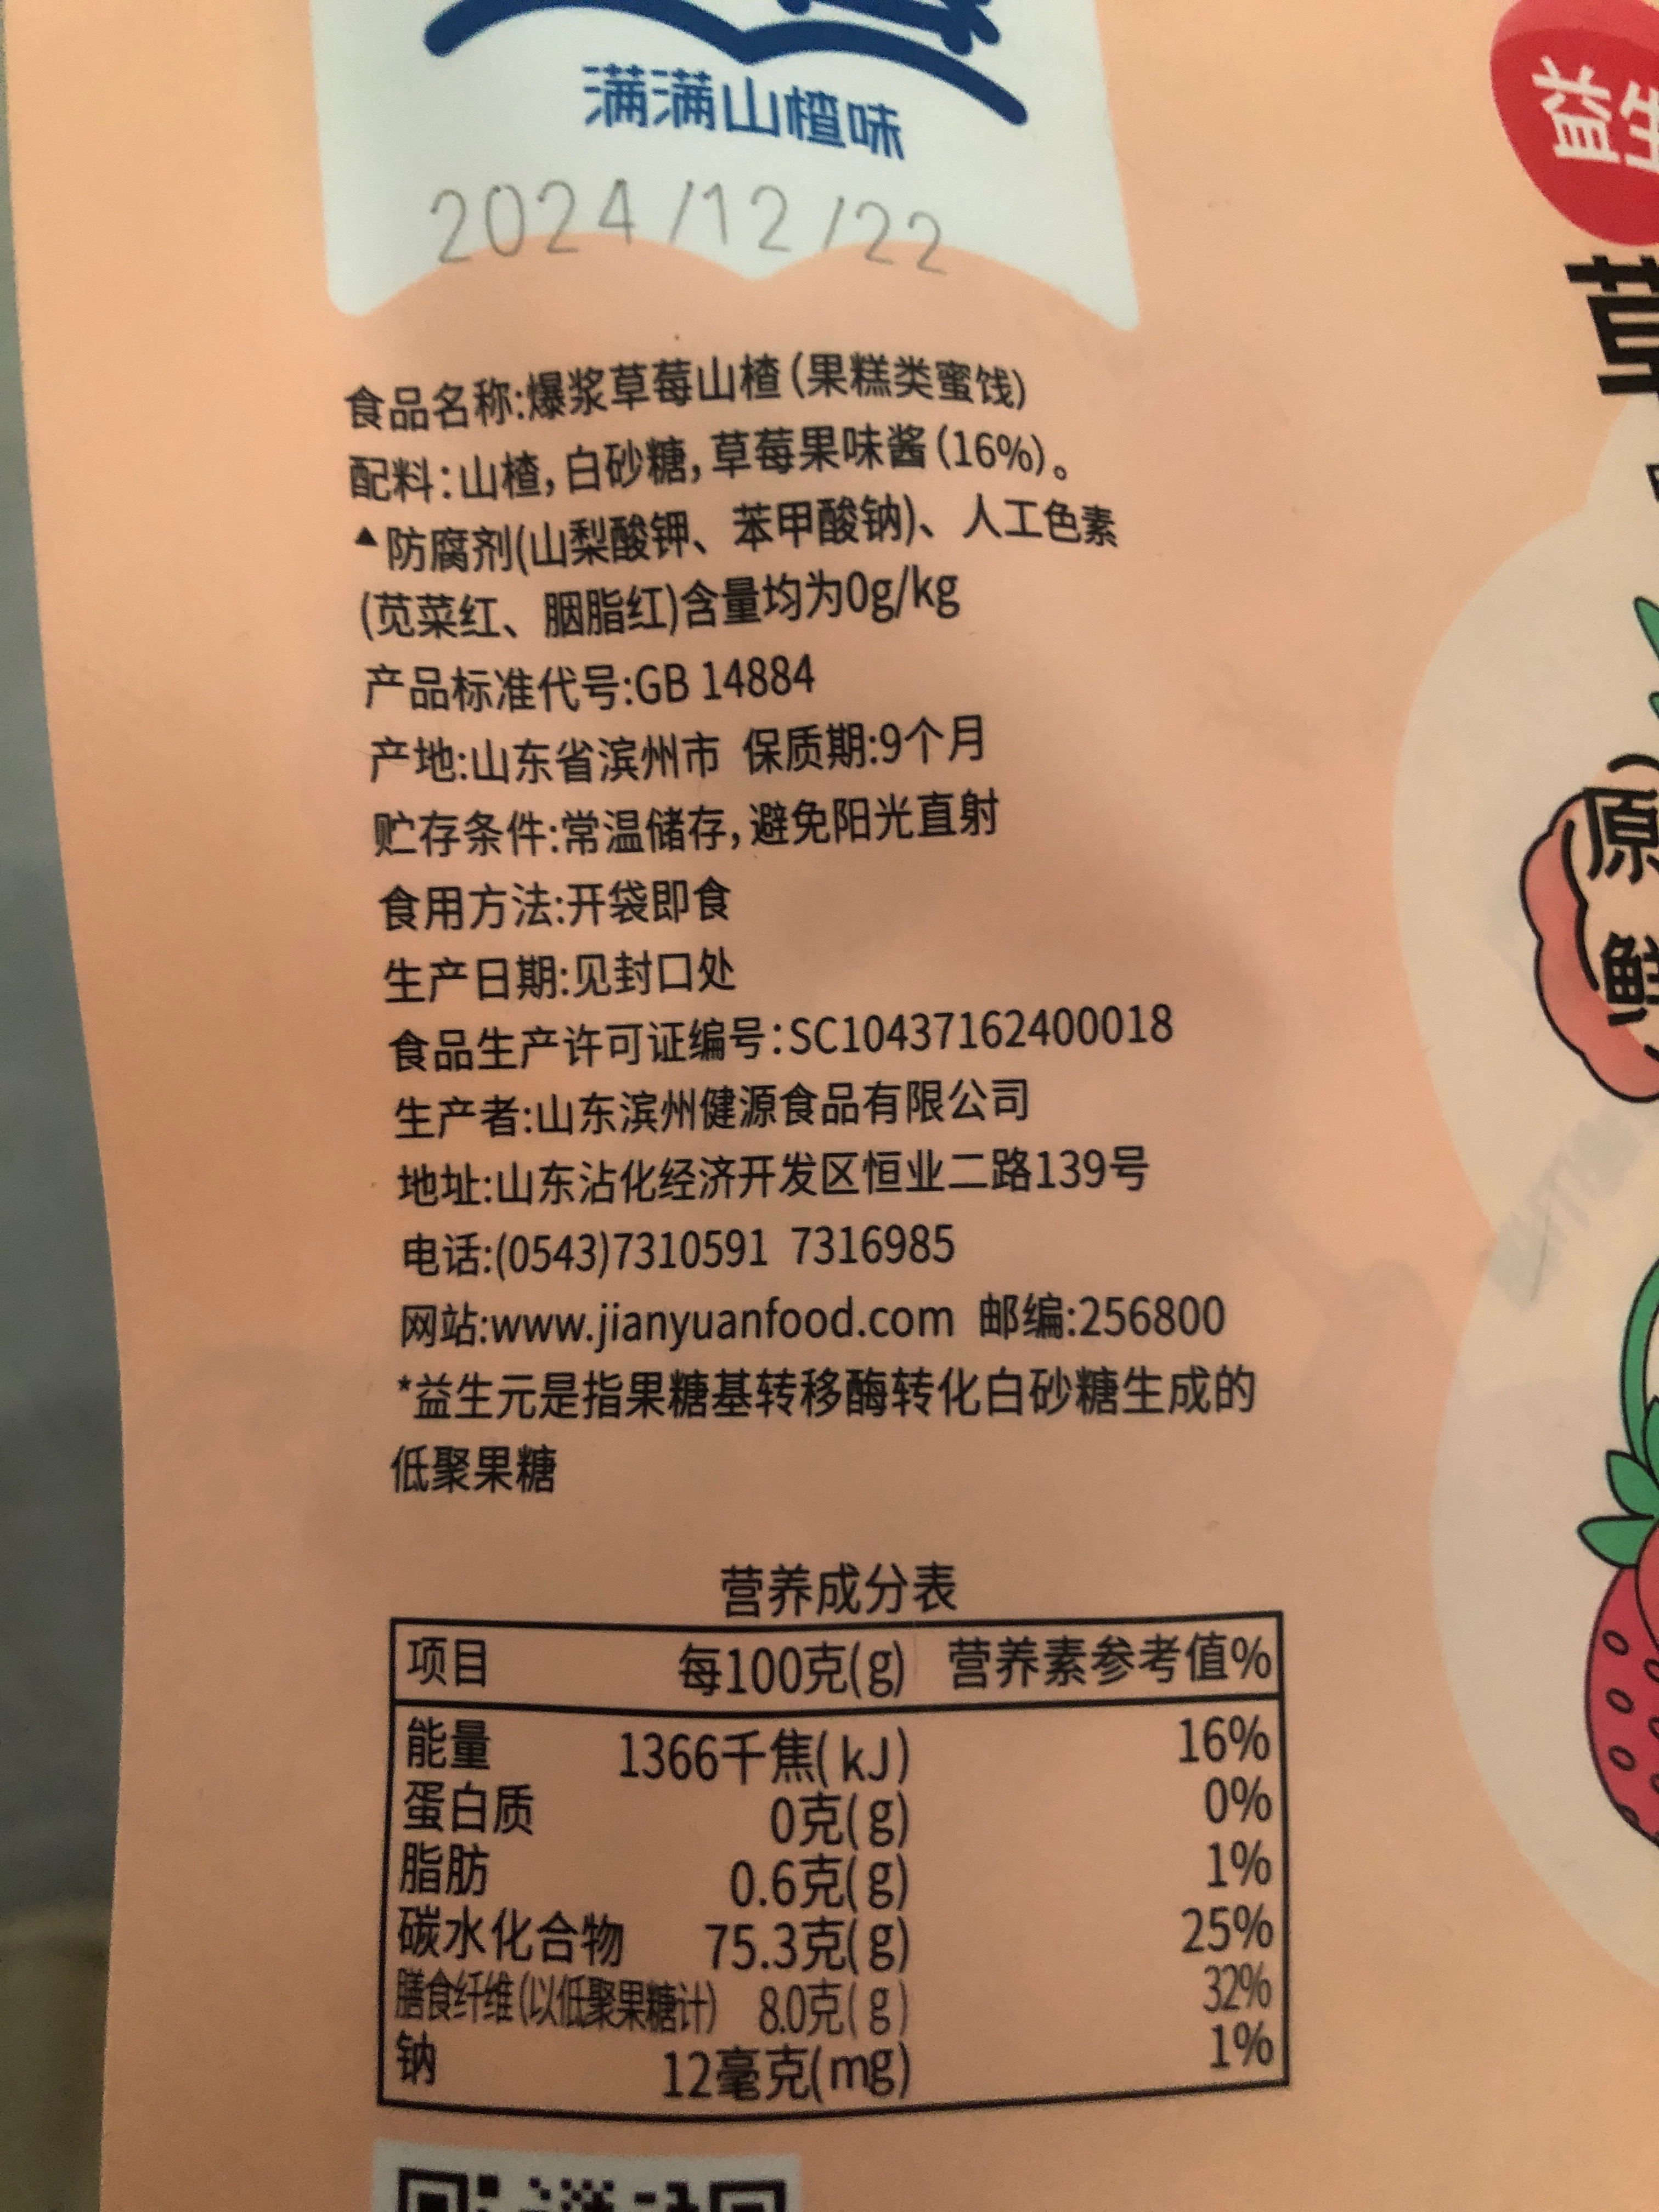 满满山楂味
2024/12/22
食品名称:爆浆草莓山楂(果糕类蜜饯)
配料:山楂,白砂糖,草莓果味酱(16%)。
▲防腐剂(山梨酸钾、苯甲酸钠)、人工色素
(苋菜红、胭脂红)含量均为0g/kg
产品标准代号:GB 14884
产地:山东省滨州市 保质期:9个月
贮存条件:常温储存,避免阳光直射
食用方法:开袋即食
生产日期:见封口处
食品生产许可证编号:SC10437162400018
生产者:山东滨州健源食品有限公司
地址:山东沾化经济开发区恒业二路139号
电话:(0543)7310591 7316985
网站:www.jianyuanfood.com 邮编:256800
*益生元是指果糖基转移酶转化白砂糖生成的
低聚果糖
营养成分表
项目 每100克(g) 营养素参考值%
能量 1366千焦(kJ) 16%
蛋白质 0克(g) 0%
脂肪 0.6克(g) 1%
碳水化合物 75.3克(g) 25%
膳食纤维(以低聚果糖计) 8.0克(g) 32%
钠 12毫克(mg) 1%
益生
草
原
鲜